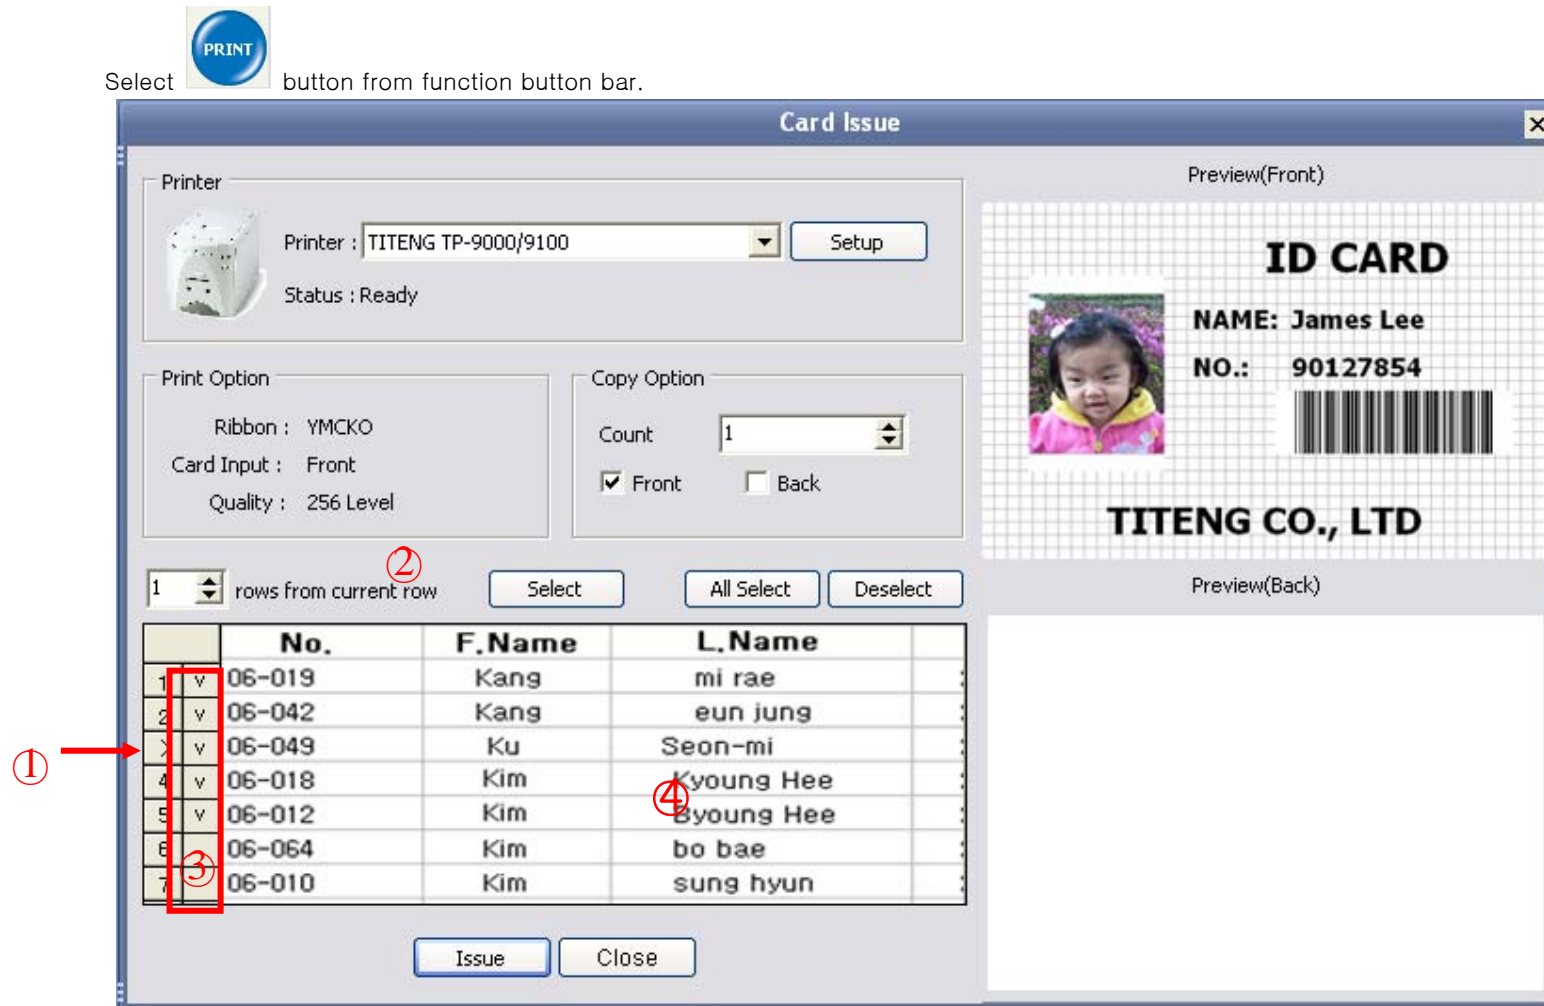 PRINT
Select button from function button bar.
Card Issue
Printer
Printer : TITENG TP-9000/9100
Setup
Status : Ready
Preview(Front)
ID CARD
NAME: James Lee
NO.: 90127854
TITENG CO., LTD
Print Option
Ribbon : YMCKO
Card Input : Front
Quality : 256 Level
Copy Option
Count 1
Front Back
②
1 rows from current row Select All Select Deselect
Preview(Back)
No. F.Name L.Name
1 v 06-019 Kang mi rae
2 v 06-042 Kang eun jung
① > v 06-049 Ku Seon-mi
4 v 06-018 Kim Kyoung Hee
④
5 v 06-012 Kim Byoung Hee
6 06-064 Kim bo bae
③
7 06-010 Kim sung hyun
Issue Close